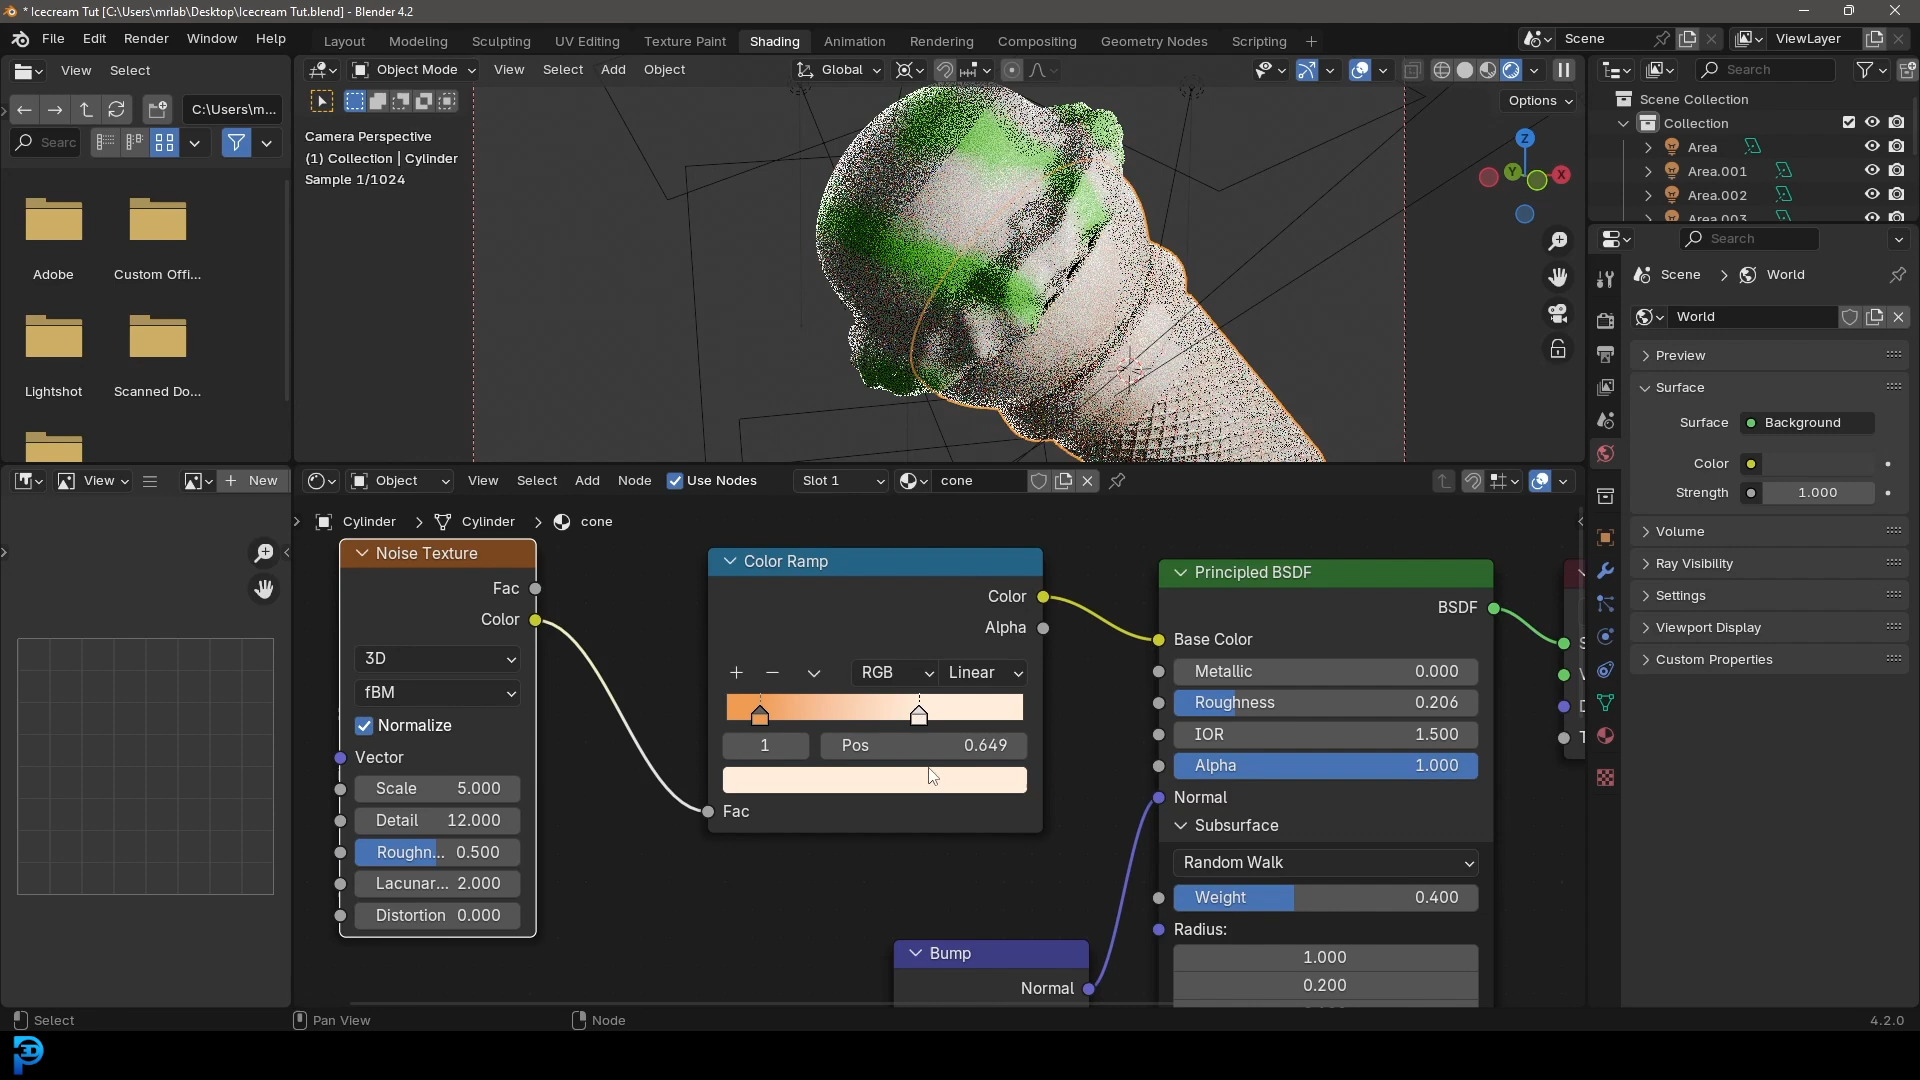 * Icecream Tut [C:\Users\mrlab\Desktop\Icecream Tut.blend] - Blender 4.2
File Edit Render Window Help
Layout Modeling Sculpting UV Editing Texture Paint Shading Animation Rendering Compositing Geometry Nodes Scripting +
Scene
ViewLayer
View Select
Object Mode View Select Add Object
Global
Search
C:\Users\m...
Searc
Options
Camera Perspective
(1) Collection | Cylinder
Sample 1/1024
Z
Y
X
Scene Collection
Collection
Area
Area.001
Area.002
Area.003
Adobe
Custom Offi...
Lightshot
Scanned Do...
Search
Scene > World
World
Preview
Surface
Surface Background
Color
Strength 1.000
Volume
Ray Visibility
Settings
Viewport Display
Custom Properties
View
+ New
Object View Select Add Node Use Nodes Slot 1 cone
Cylinder > Cylinder > cone
Noise Texture
Fac
Color
3D
fBM
Normalize
Vector
Scale 5.000
Detail 12.000
Roughn... 0.500
Lacunar... 2.000
Distortion 0.000
Color Ramp
Color
Alpha
RGB Linear
1 Pos 0.649
Fac
Bump
Normal
Principled BSDF
BSDF
Base Color
Metallic 0.000
Roughness 0.206
IOR 1.500
Alpha 1.000
Normal
Subsurface
Random Walk
Weight 0.400
Radius:
1.000
0.200
Select
Pan View
Node
4.2.0